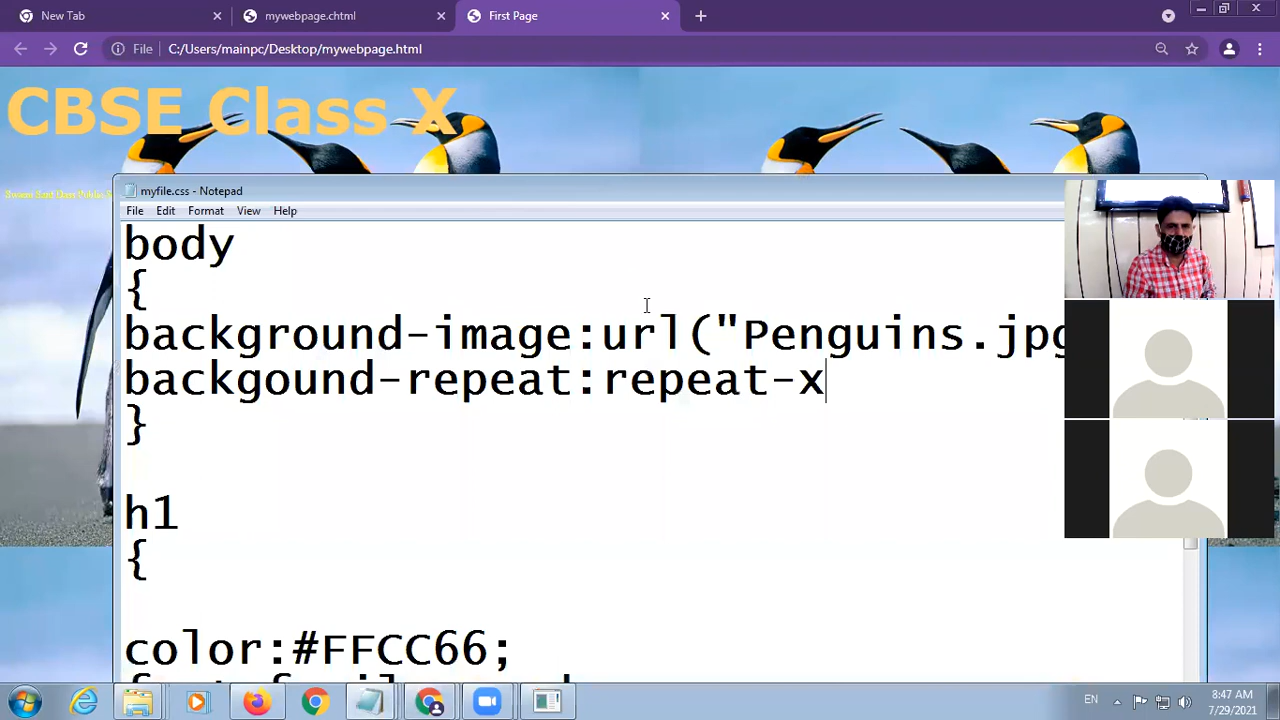 New Tab
mywebpage.chtml
First Page
File
C:/Users/mainpc/Desktop/mywebpage.html
CBSE Class X
myfile.css - Notepad
File Edit Format View Help
body
{
background-image:url("Penguins.jpg
backgound-repeat:repeat-x
}
h1
{
color:#FFCC66;
EN
8:47 AM
7/29/2021